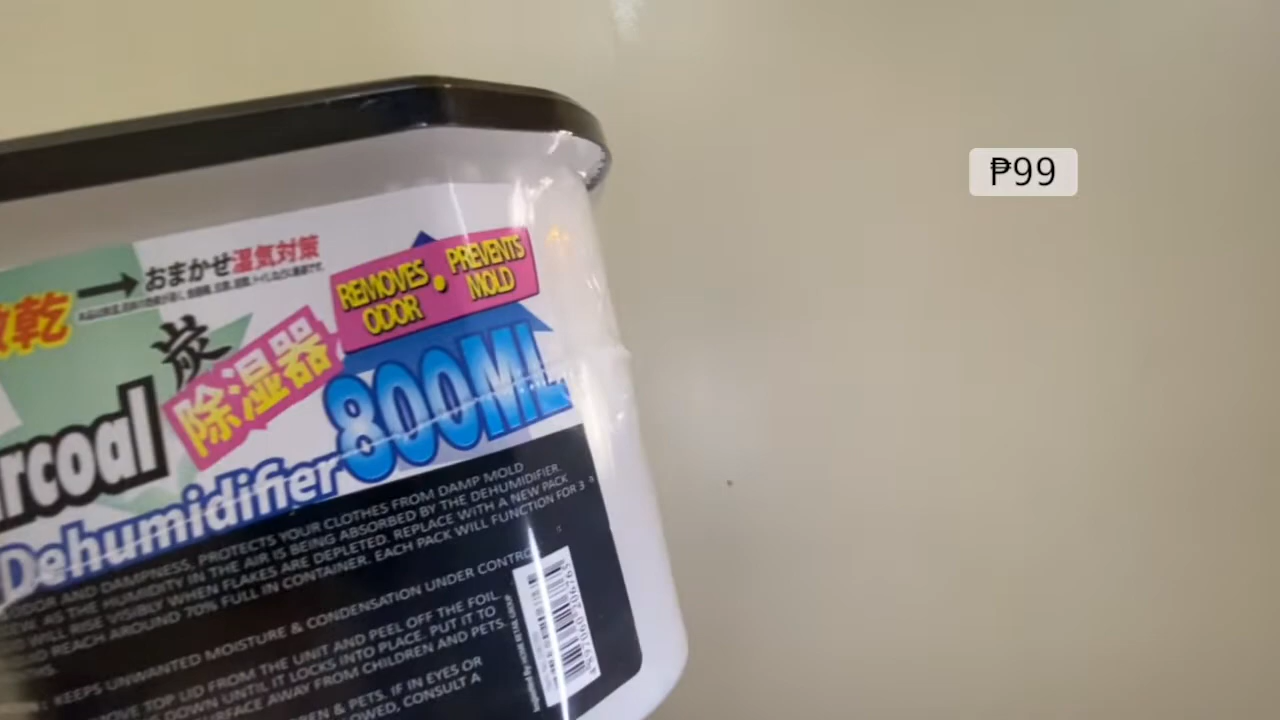 ₱99
乾
おまかせ湿気対策
炭
除湿器
REMOVES ODOR • PREVENTS MOLD
800ML
rcoal
Dehumidifier
ODOR AND DAMPNESS, PROTECTS YOUR CLOTHES FROM DAMP MOLD
AS THE HUMIDITY IN THE AIR IS BEING ABSORBED BY THE DEHUMIDIFIER.
WILL RISE VISIBLY WHEN FLAKES ARE DEPLETED. REPLACE WITH A NEW PACK
REACH AROUND 70% FULL IN CONTAINER. EACH PACK WILL FUNCTION FOR 3
KEEPS UNWANTED MOISTURE & CONDENSATION UNDER CONTRO
TOP LID FROM THE UNIT AND PEEL OFF THE FOIL
DOWN UNTIL IT LOCKS INTO PLACE. PUT IT TO
SURFACE AWAY FROM CHILDREN AND PETS.
& PETS. IF IN EYES OR
CONSULT A